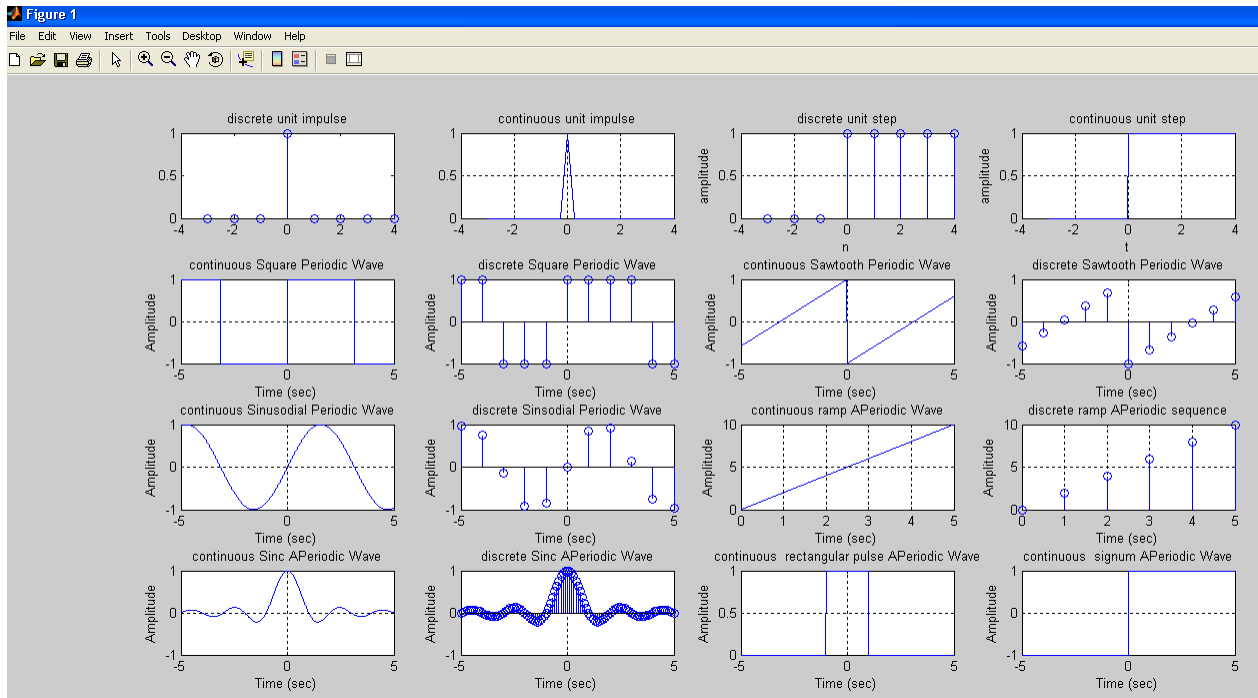 Figure 1
File Edit View Insert Tools Desktop Window Help
discrete unit impulse
1
0.5
0
-4 -2 0 2 4
continuous unit impulse
1
0.5
0
-4 -2 0 2 4
discrete unit step
amplitude
1
0.5
0
-4 -2 0 2 4
n
continuous unit step
amplitude
1
0.5
0
-4 -2 0 2 4
t
continuous Square Periodic Wave
Amplitude
1
0
-1
-5 0 5
Time (sec)
discrete Square Periodic Wave
Amplitude
1
0
-1
-5 0 5
Time (sec)
continuous Sawtooth Periodic Wave
Amplitude
1
0
-1
-5 0 5
Time (sec)
discrete Sawtooth Periodic Wave
Amplitude
1
0
-1
-5 0 5
Time (sec)
continuous Sinusodial Periodic Wave
Amplitude
1
0
-1
-5 0 5
Time (sec)
discrete Sinsodial Periodic Wave
Amplitude
1
0
-1
-5 0 5
Time (sec)
continuous ramp APeriodic Wave
Amplitude
10
5
0
0 1 2 3 4 5
Time (sec)
discrete ramp APeriodic sequence
Amplitude
10
5
0
0 1 2 3 4 5
Time (sec)
continuous Sinc APeriodic Wave
Amplitude
1
0
-1
-5 0 5
Time (sec)
discrete Sinc APeriodic Wave
Amplitude
1
0
-1
-5 0 5
Time (sec)
continuous rectangular pulse APeriodic Wave
Amplitude
1
0.5
0
-5 0 5
Time (sec)
continuous signum APeriodic Wave
Amplitude
1
0
-1
-5 0 5
Time (sec)